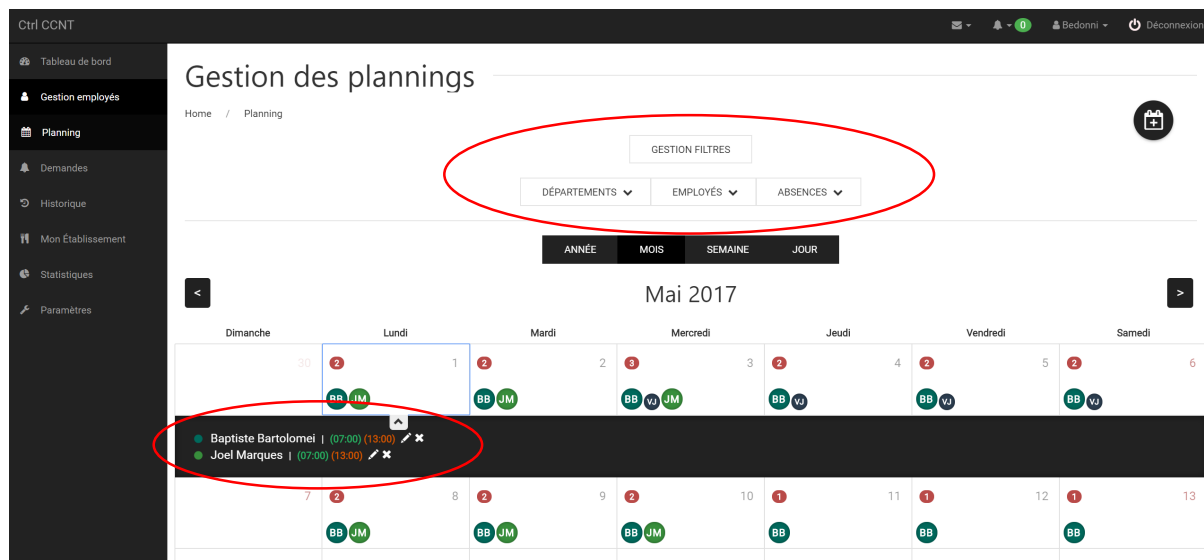 Ctrl CCNT
0
Bedonni
Déconnexion
Tableau de bord
Gestion employés
Planning
Demandes
Historique
Mon Établissement
Statistiques
Paramètres
Gestion des plannings
Home / Planning
GESTION FILTRES
DÉPARTEMENTS EMPLOYÉS ABSENCES
ANNÉE MOIS SEMAINE JOUR
< Mai 2017 >
Dimanche Lundi Mardi Mercredi Jeudi Vendredi Samedi
30 2 1 2 2 3 3 2 4 2 5 2 6
BB JM BB JM BB VJ JM BB VJ BB VJ BB VJ
Baptiste Bartolomei | (07:00) (13:00)
Joel Marques | (07:00) (13:00)
7 2 8 2 9 2 10 1 11 1 12 1 13
BB JM BB JM BB JM BB BB BB